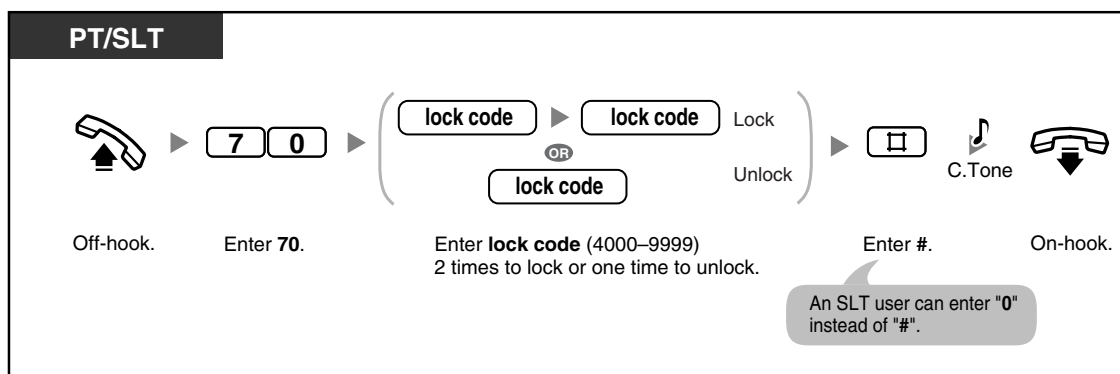 PT/SLT
7 0
lock code
lock code
Lock
OR
lock code
Unlock
#
C.Tone
Off-hook.
Enter 70.
Enter lock code (4000–9999)
2 times to lock or one time to unlock.
Enter #.
On-hook.
An SLT user can enter "0"
instead of "#".